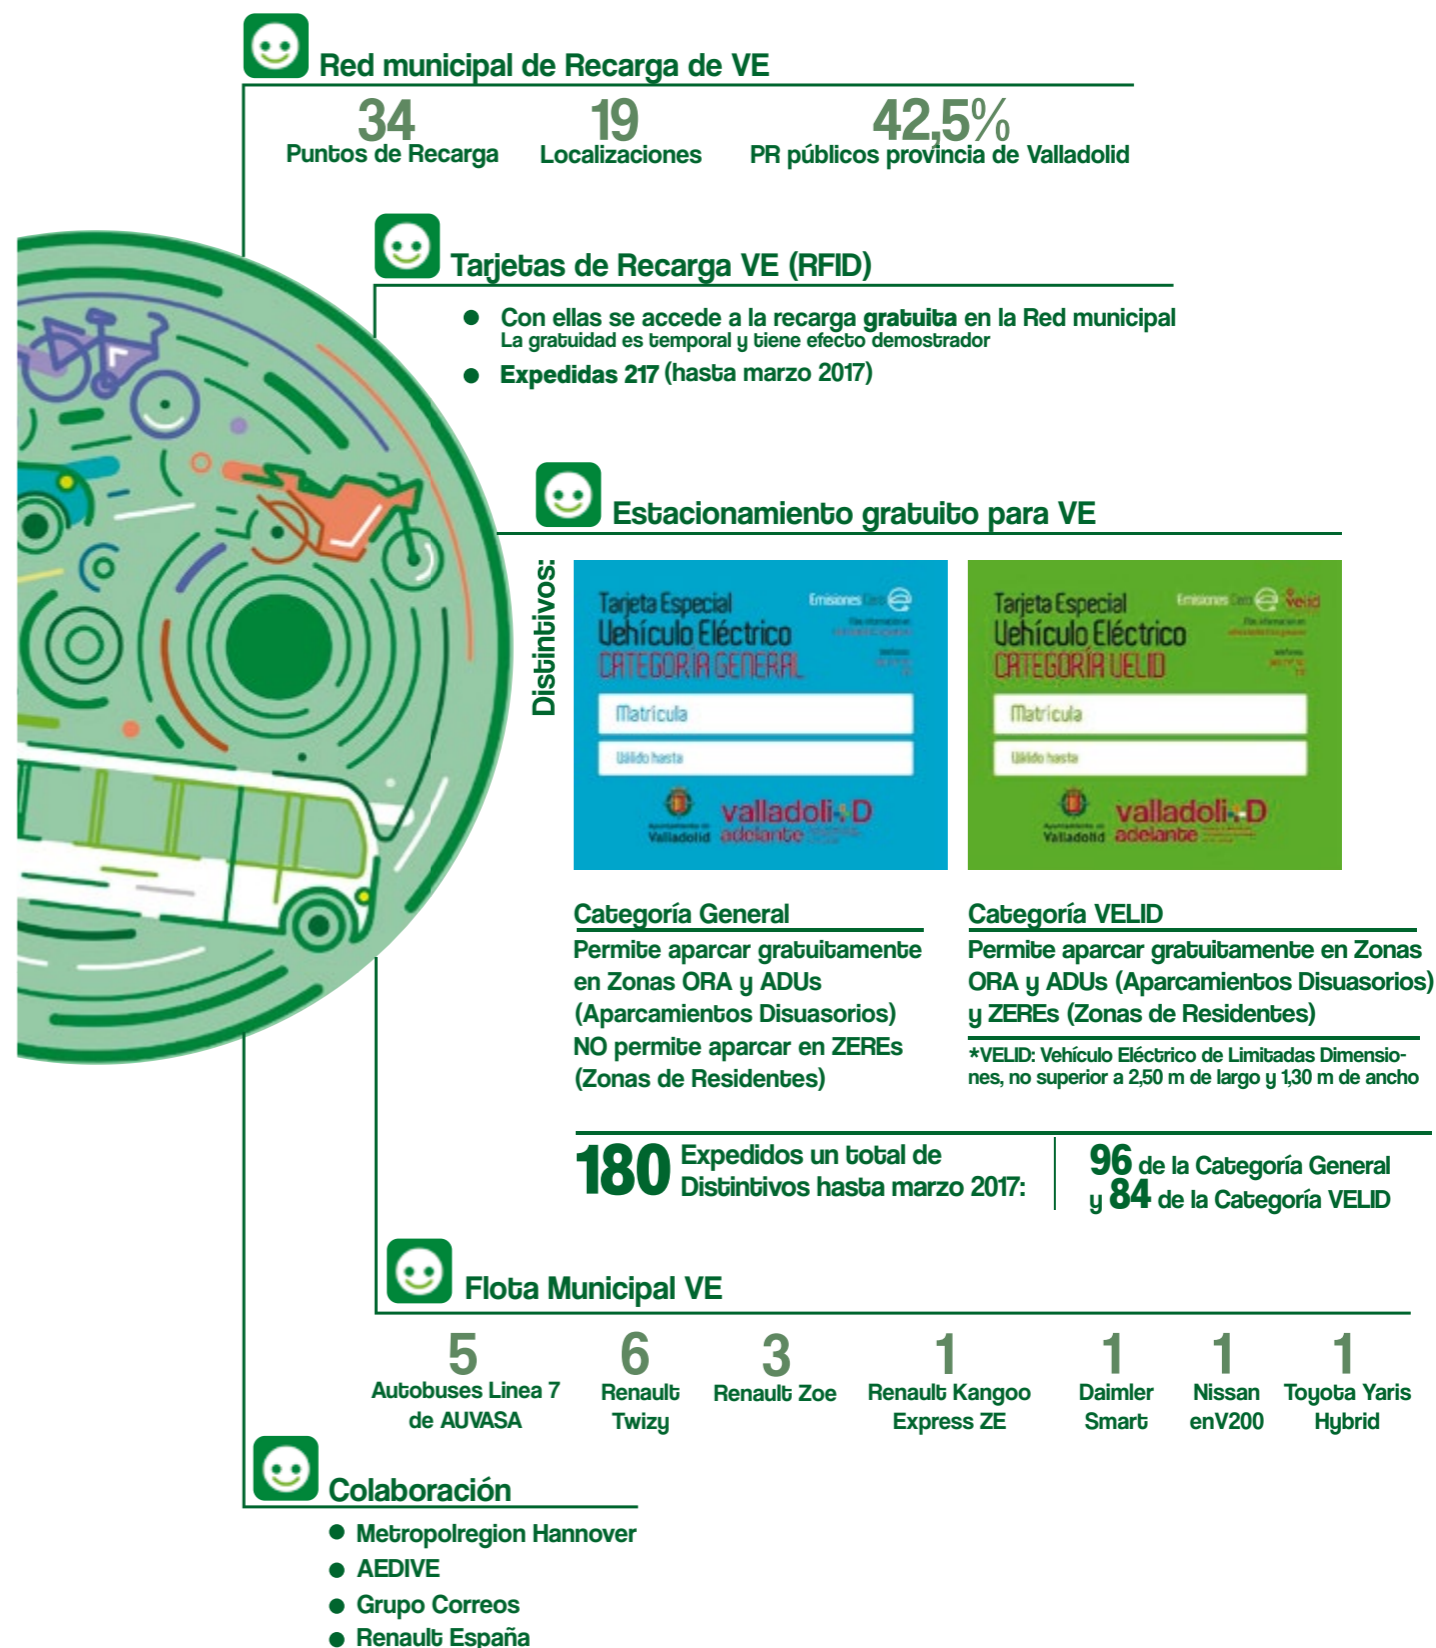 Red municipal de Recarga de VE
34
Puntos de Recarga
19
Localizaciones
42,5%
PR públicos provincia de Valladolid
Tarjetas de Recarga VE (RFID)
Con ellas se accede a la recarga gratuita en la Red municipal
La gratuidad es temporal y tiene efecto demostrador
Expedidas 217 (hasta marzo 2017)
Estacionamiento gratuito para VE
Distintivos:
Tarjeta Especial
Vehículo Eléctrico
CATEGORÍA GENERAL
Emisiones Cero
Matrícula
Válido hasta
Ayuntamiento de
Valladolid
valladoli+D
adelante
Tarjeta Especial
Vehículo Eléctrico
CATEGORÍA VELID
Emisiones Cero
velid
Matrícula
Válido hasta
Ayuntamiento de
Valladolid
valladoli+D
adelante
Categoría General
Permite aparcar gratuitamente
en Zonas ORA y ADUs
(Aparcamientos Disuasorios)
NO permite aparcar en ZEREs
(Zonas de Residentes)
Categoría VELID
Permite aparcar gratuitamente en Zonas
ORA y ADUs (Aparcamientos Disuasorios)
y ZEREs (Zonas de Residentes)
*VELID: Vehículo Eléctrico de Limitadas Dimensio-
nes, no superior a 2,50 m de largo y 1,30 m de ancho
180 Expedidos un total de
Distintivos hasta marzo 2017:
96 de la Categoría General
y 84 de la Categoría VELID
Flota Municipal VE
5
Autobuses Linea 7
de AUVASA
6
Renault
Twizy
3
Renault Zoe
1
Renault Kangoo
Express ZE
1
Daimler
Smart
1
Nissan
enV200
1
Toyota Yaris
Hybrid
Colaboración
Metropolregion Hannover
AEDIVE
Grupo Correos
Renault España